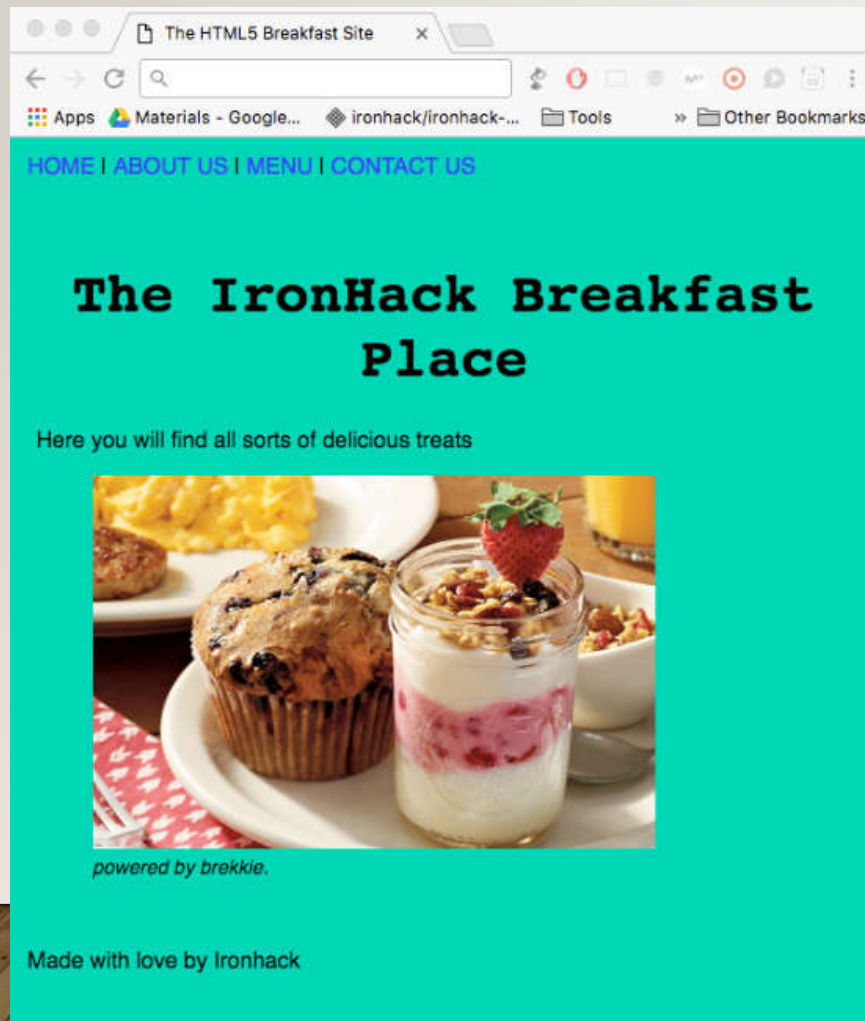 The HTML5 Breakfast Site
Apps Materials - Google... ironhack/ironhack-... Tools » Other Bookmarks
HOME | ABOUT US | MENU | CONTACT US
The IronHack Breakfast
Place
Here you will find all sorts of delicious treats
powered by brekkie.
Made with love by Ironhack